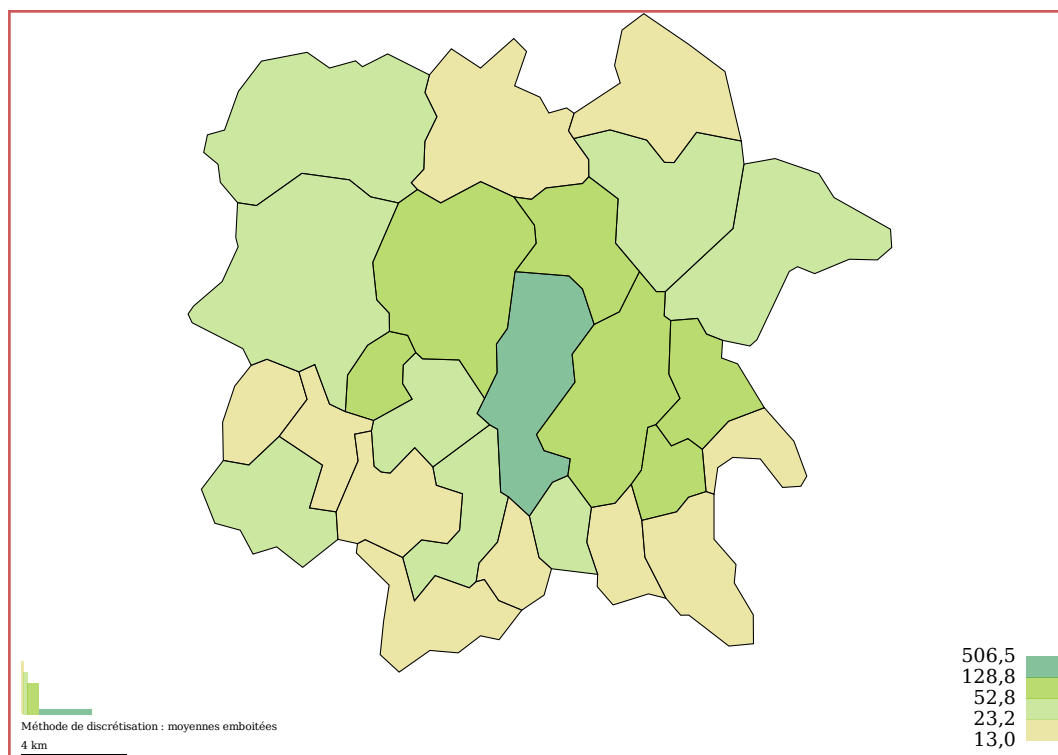 506,5
128,8
52,8
23,2
13,0
Méthode de discrétisation : moyennes emboitées
4 km